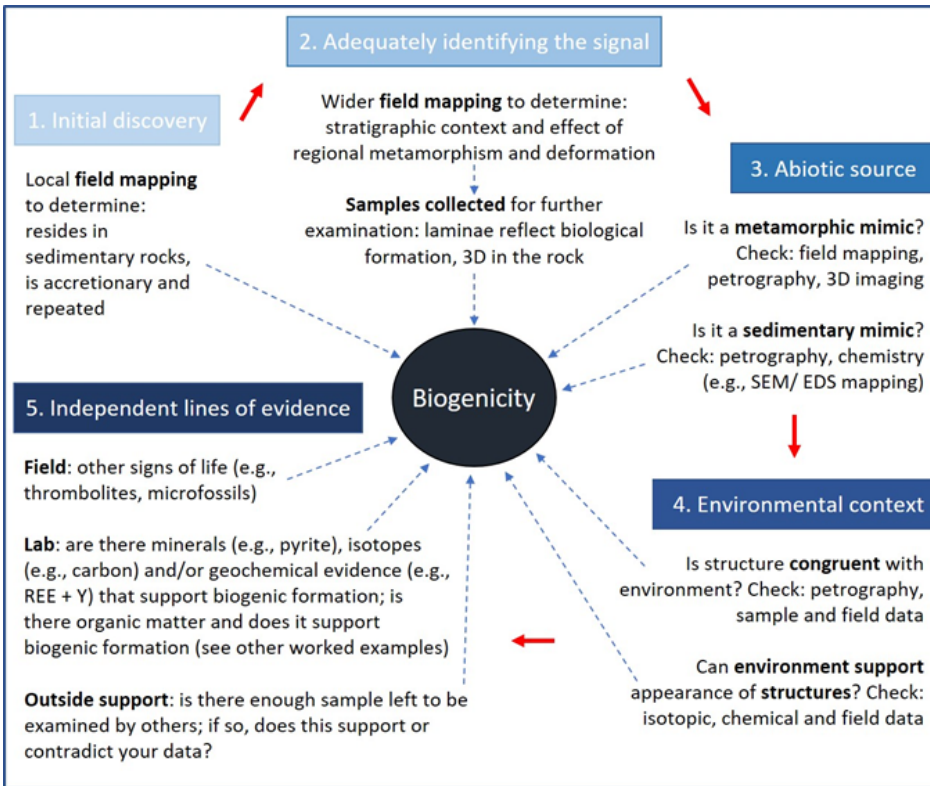 1. Initial discovery
Local field mapping
to determine:
resides in
sedimentary rocks,
is accretionary and
repeated
2. Adequately identifying the signal
Wider field mapping to determine:
stratigraphic context and effect of
regional metamorphism and deformation
Samples collected for further
examination: laminae reflect biological
formation, 3D in the rock
3. Abiotic source
Is it a metamorphic mimic?
Check: field mapping,
petrography, 3D imaging
Is it a sedimentary mimic?
Check: petrography, chemistry
(e.g., SEM/ EDS mapping)
Biogenicity
4. Environmental context
Is structure congruent with
environment? Check: petrography,
sample and field data
Can environment support
appearance of structures? Check:
isotopic, chemical and field data
5. Independent lines of evidence
Field: other signs of life (e.g.,
thrombolites, microfossils)
Lab: are there minerals (e.g., pyrite), isotopes
(e.g., carbon) and/or geochemical evidence (e.g.,
REE + Y) that support biogenic formation; is
there organic matter and does it support
biogenic formation (see other worked examples)
Outside support: is there enough sample left to be
examined by others; if so, does this support or
contradict your data?